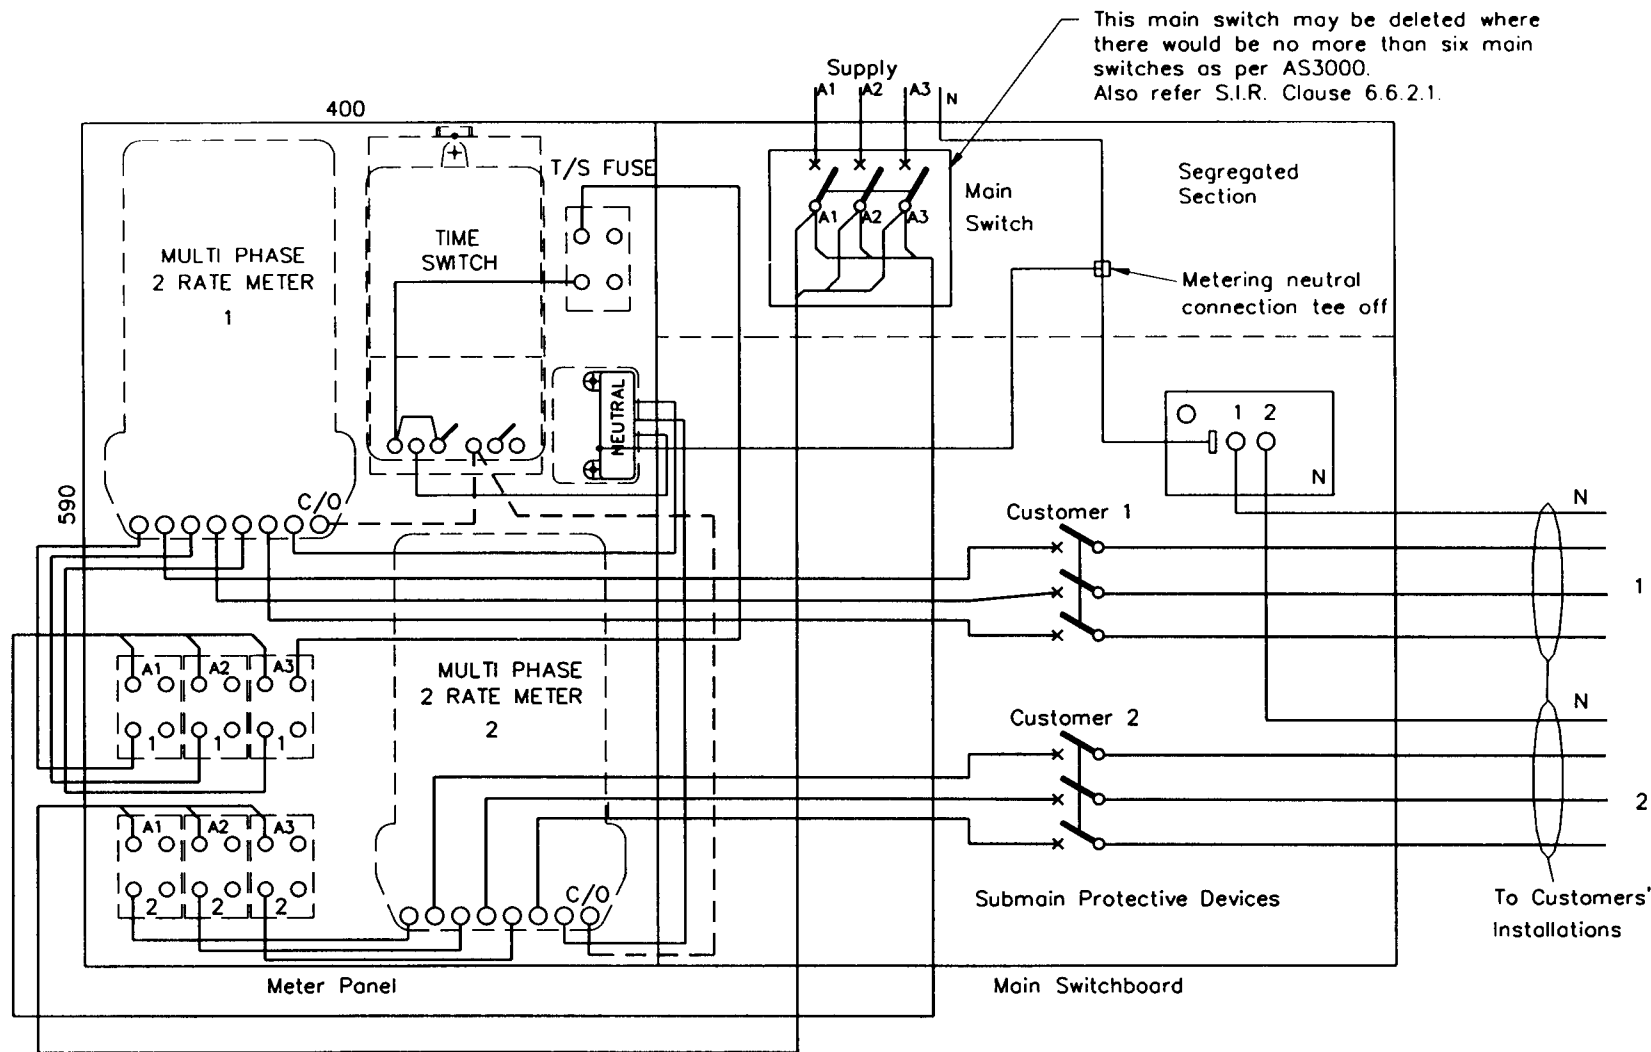 This main switch may be deleted where
there would be no more than six main
switches as per AS3000.
Also refer S.I.R. Clause 6.6.2.1.
Supply
A1 A2 A3 N
400
T/S FUSE
Segregated
Section
Main
Switch
A1 A2 A3
TIME
SWITCH
MULTI PHASE
2 RATE METER
1
Metering neutral
connection tee off
NEUTRAL
1 2
N
590
C/O
Customer 1
N
1
A1 A2 A3
1 1 1
MULTI PHASE
2 RATE METER
2
Customer 2
N
2
A1 A2 A3
2 2 2
C/O
Submain Protective Devices
To Customers'
Installations
Meter Panel
Main Switchboard